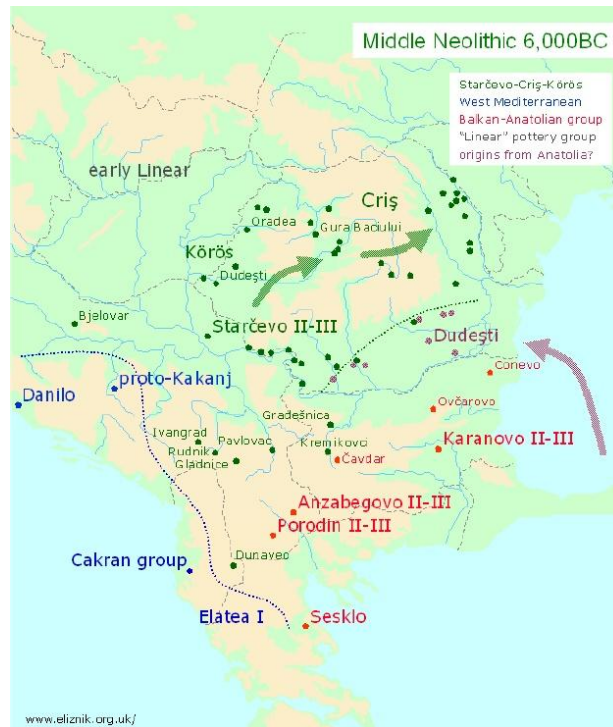 Middle Neolithic 6,000BC
Starčevo-Criş-Körös
West Mediterranean
Balkan-Anatolian group
"Linear" pottery group
origins from Anatolia?
early Linear
Criş
Oradea
Gura Baciului
Körös
Dudeşti
Starčevo II-III
Bjelovar
Dudeşti
Conevo
proto-Kakanj
Danilo
Ovčarovo
Gradešnica
Ivangrad
Pavlovac
Kremikovci
Karanovo II-III
Rudnik
Gladnice
Čavdar
Anzabegovo II-III
Porodin II-III
Dunavec
Cakran group
Elatea I
Sesklo
www.eliznik.org.uk/